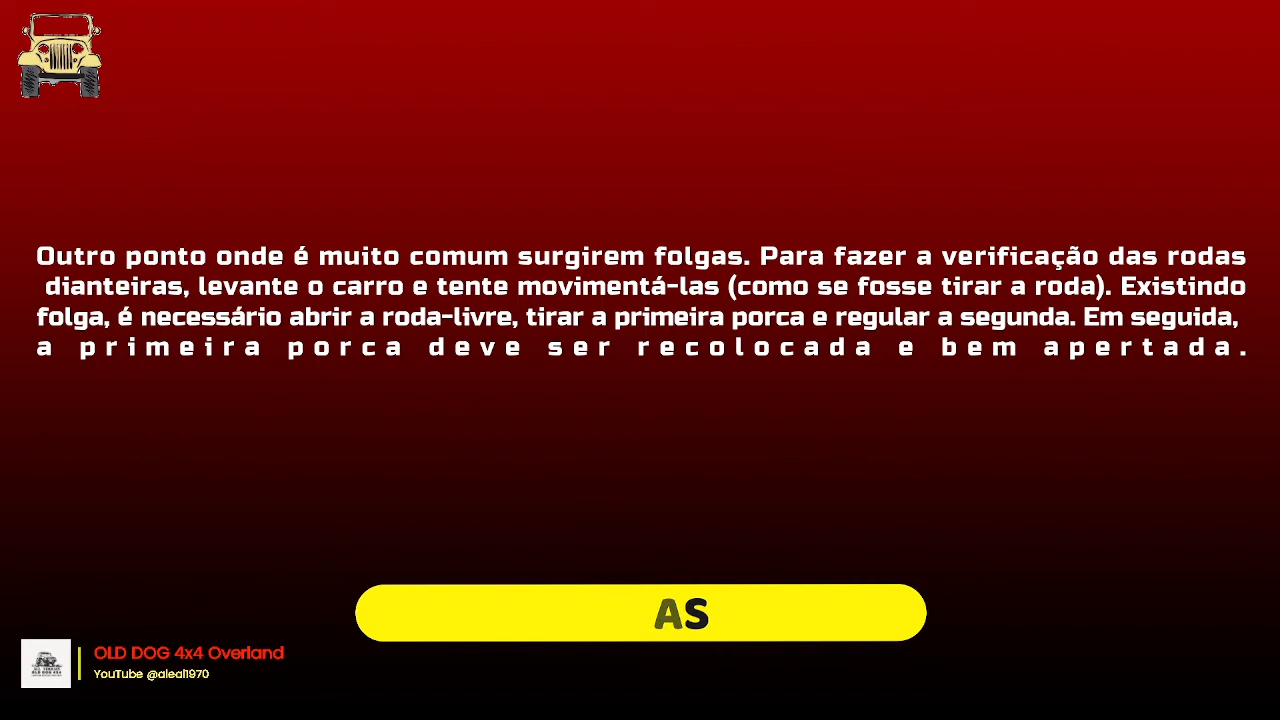 Outro ponto onde é muito comum surgirem folgas. Para fazer a verificação das rodas
dianteiras, levante o carro e tente movimentá-las (como se fosse tirar a roda). Existindo
folga, é necessário abrir a roda-livre, tirar a primeira porca e regular a segunda. Em seguida,
a primeira porca deve ser recolocada e bem apertada.
AS
OLD DOG 4x4 Overland
YouTube @aleal1970